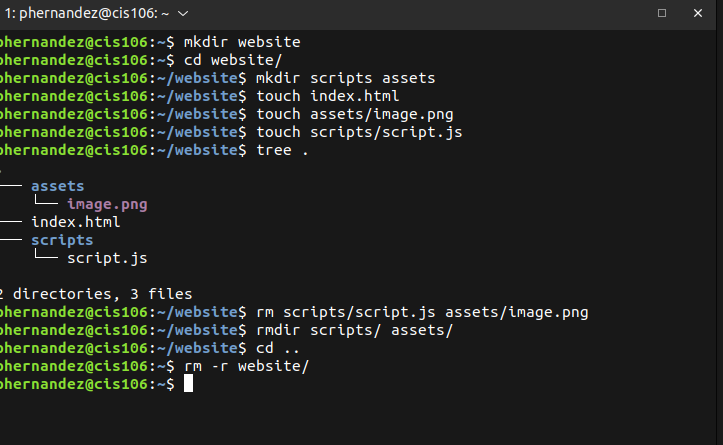 1: phernandez@cis106: ~
phernandez@cis106:~$ mkdir website
phernandez@cis106:~$ cd website/
phernandez@cis106:~/website$ mkdir scripts assets
phernandez@cis106:~/website$ touch index.html
phernandez@cis106:~/website$ touch assets/image.png
phernandez@cis106:~/website$ touch scripts/script.js
phernandez@cis106:~/website$ tree .
.
├── assets
│   └── image.png
├── index.html
└── scripts
    └── script.js

2 directories, 3 files
phernandez@cis106:~/website$ rm scripts/script.js assets/image.png
phernandez@cis106:~/website$ rmdir scripts/ assets/
phernandez@cis106:~/website$ cd ..
phernandez@cis106:~$ rm -r website/
phernandez@cis106:~$